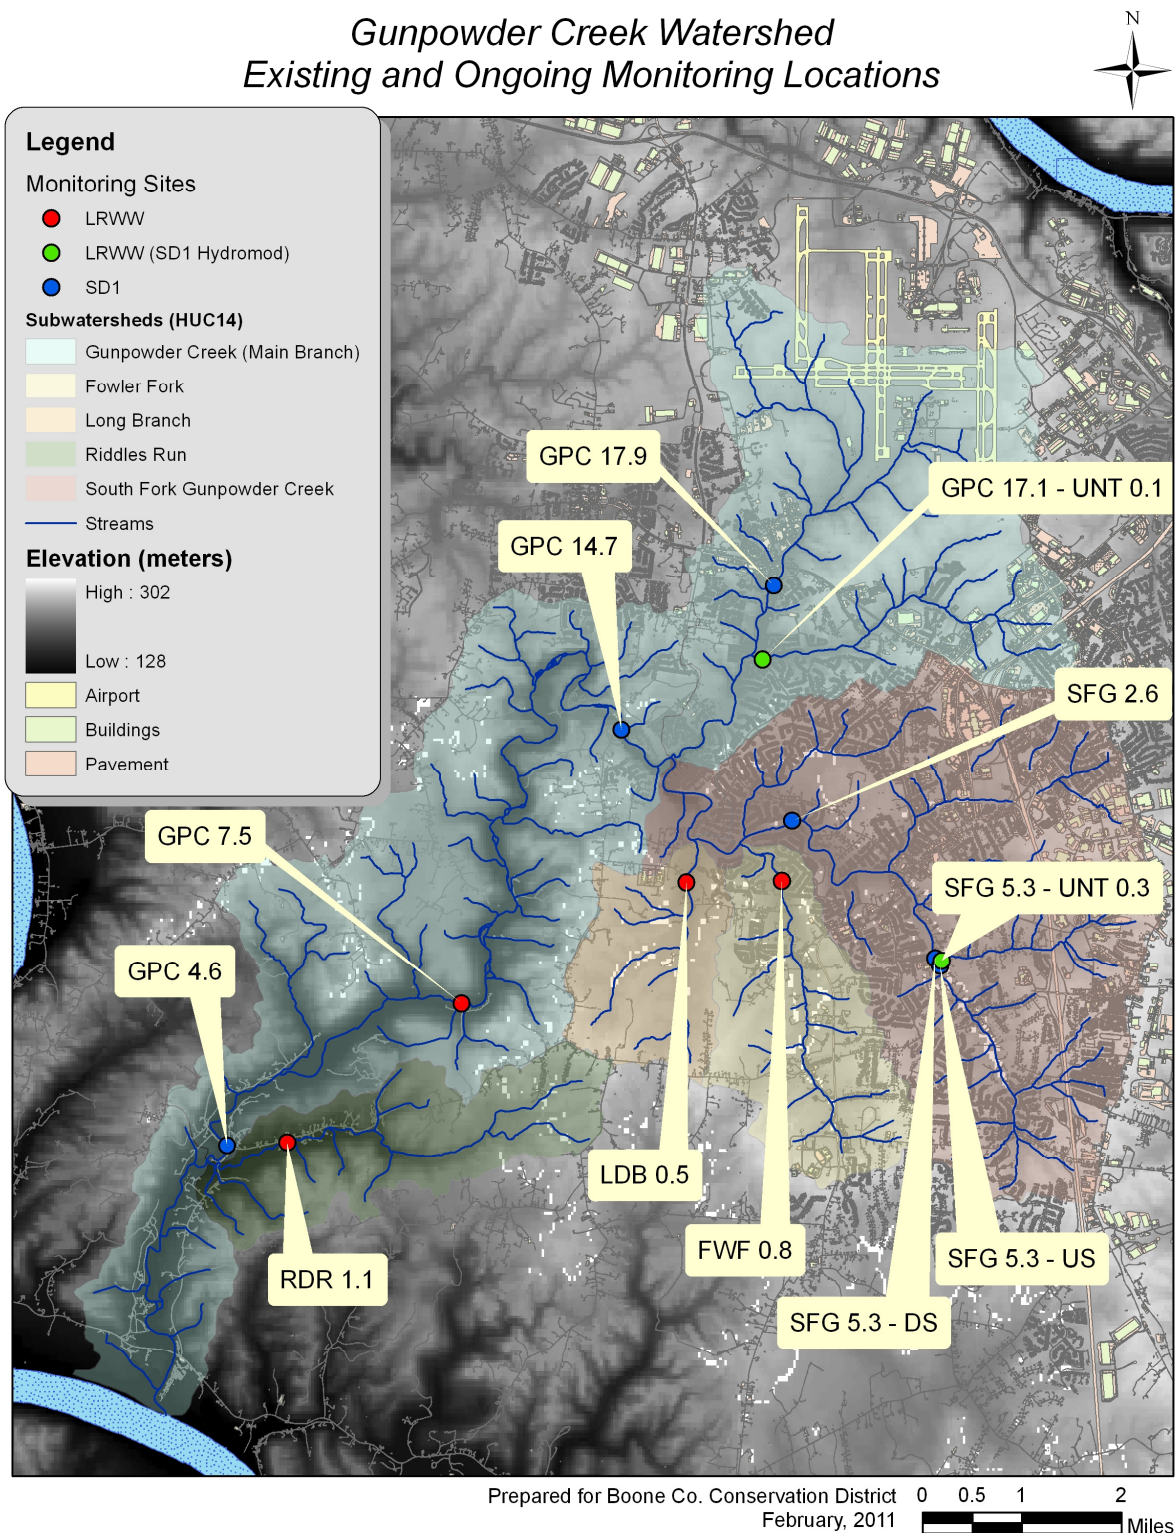 Gunpowder Creek Watershed
Existing and Ongoing Monitoring Locations
N
Legend
Monitoring Sites
LRWW
LRWW (SD1 Hydromod)
SD1
Subwatersheds (HUC14)
Gunpowder Creek (Main Branch)
Fowler Fork
Long Branch
Riddles Run
South Fork Gunpowder Creek
Streams
Elevation (meters)
High : 302
Low : 128
Airport
Buildings
Pavement
GPC 17.9
GPC 17.1 - UNT 0.1
GPC 14.7
SFG 2.6
GPC 7.5
SFG 5.3 - UNT 0.3
GPC 4.6
LDB 0.5
FWF 0.8
SFG 5.3 - US
RDR 1.1
SFG 5.3 - DS
Prepared for Boone Co. Conservation District
February, 2011
0 0.5 1 2
Miles